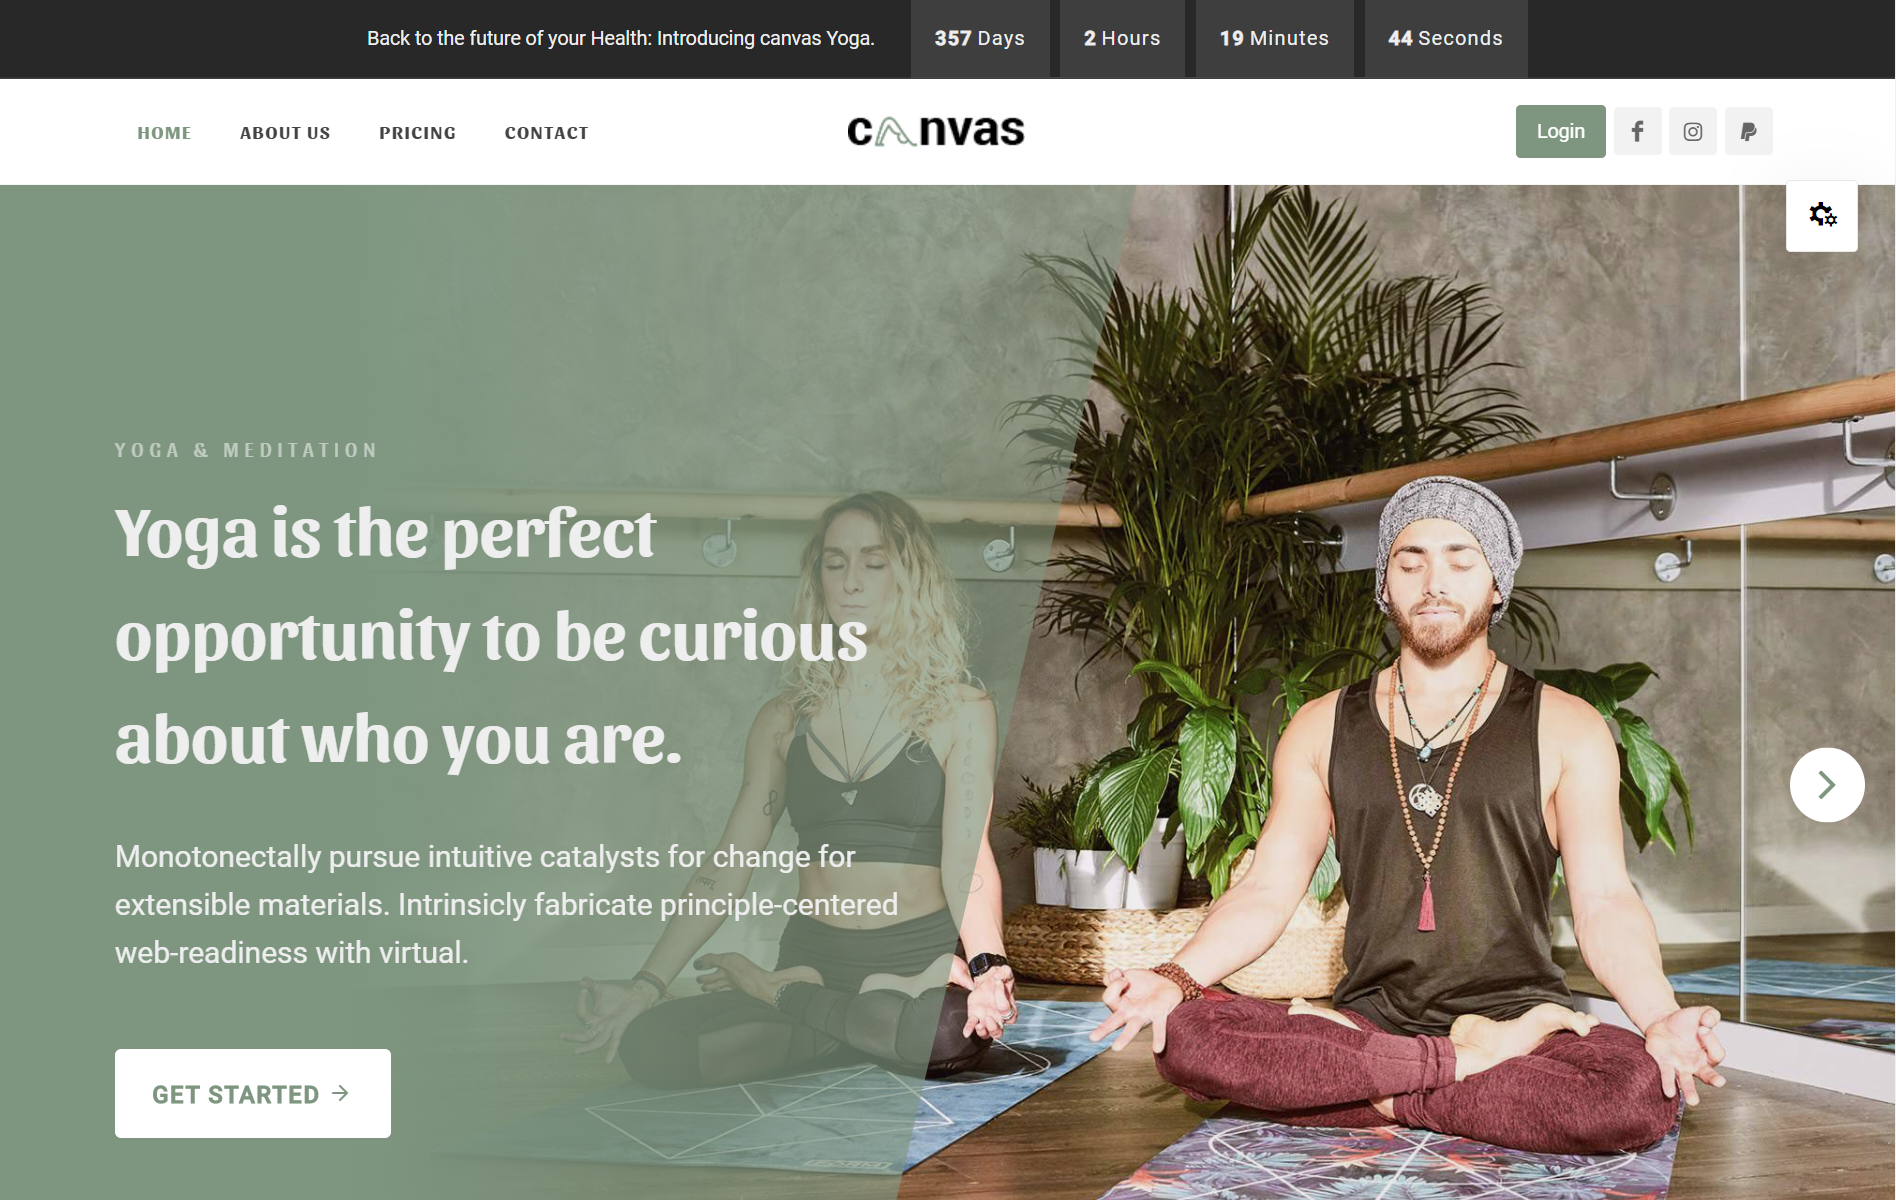 Back to the future of your Health: Introducing canvas Yoga. 357 Days 2 Hours 19 Minutes 44 Seconds
HOME ABOUT US PRICING CONTACT canvas Login
YOGA & MEDITATION
Yoga is the perfect
opportunity to be curious
about who you are.
Monotonectally pursue intuitive catalysts for change for
extensible materials. Intrinsicly fabricate principle-centered
web-readiness with virtual.
GET STARTED →